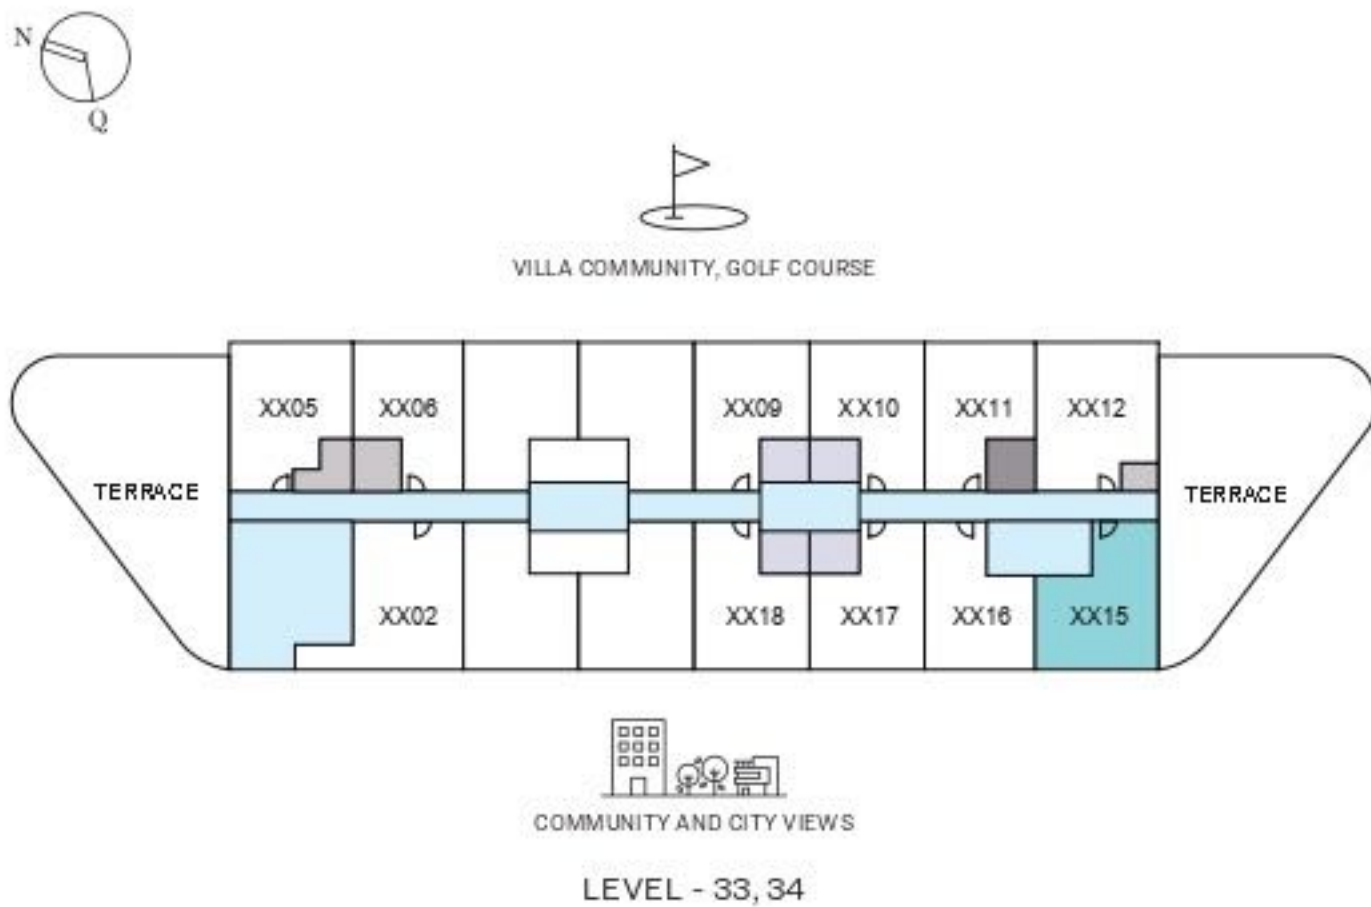 N
Q
VILLA COMMUNITY, GOLF COURSE
XX05 XX06 XX09 XX10 XX11 XX12
TERRACE TERRACE
XX02 XX18 XX17 XX16 XX15
COMMUNITY AND CITY VIEWS
LEVEL - 33, 34